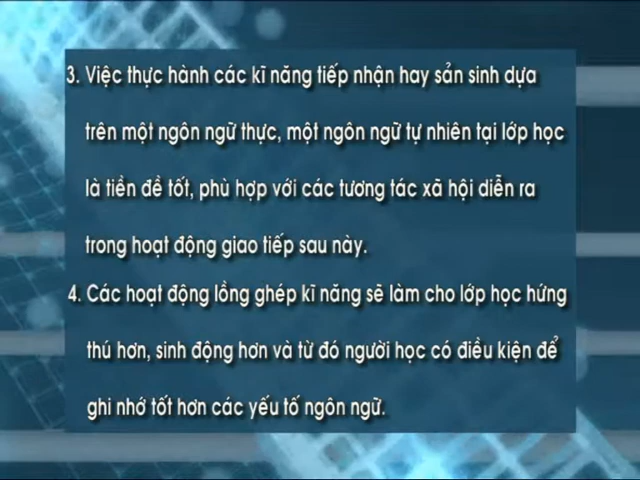 3. Việc thực hành các kĩ năng tiếp nhận hay sản sinh dựa
trên một ngôn ngữ thực, một ngôn ngữ tự nhiên tại lớp học
là tiền đề tốt, phù hợp với các tương tác xã hội diễn ra
trong hoạt động giao tiếp sau này.
4. Các hoạt động lồng ghép kĩ năng sẽ làm cho lớp học hứng
thú hơn, sinh động hơn và từ đó người học có điều kiện để
ghi nhớ tốt hơn các yếu tố ngôn ngữ.